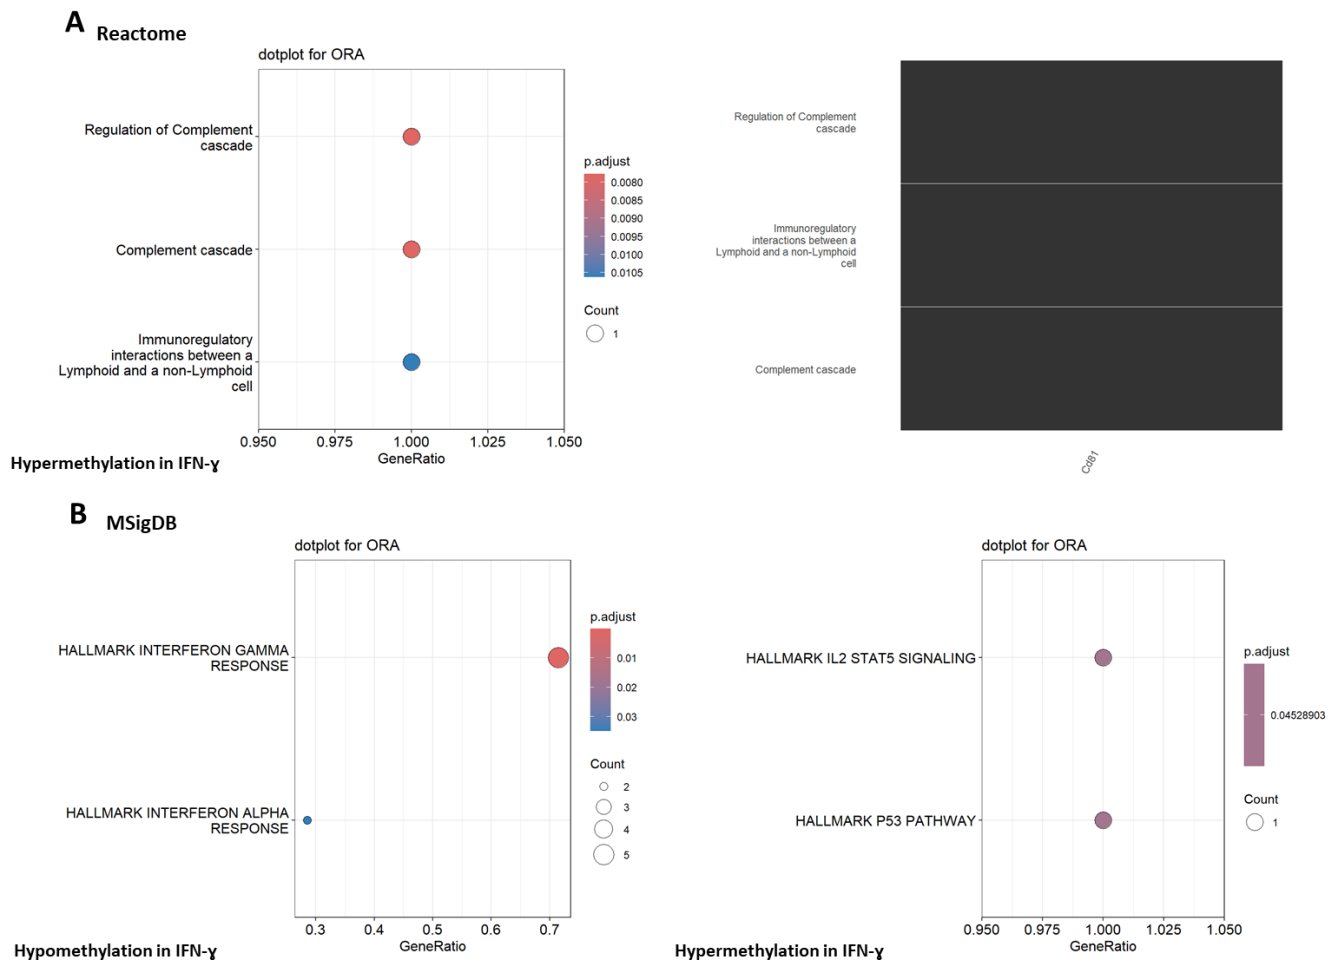 A Reactome
dotplot for ORA
Regulation of Complement
cascade
Complement cascade
Immunoregulatory
interactions between a
Lymphoid and a non-Lymphoid
cell
0.950 0.975 1.000 1.025 1.050
GeneRatio
p.adjust
0.0080
0.0085
0.0090
0.0095
0.0100
0.0105
Count
1
Hypermethylation in IFN-ɣ
Regulation of Complement
cascade
Immunoregulatory
interactions between a
Lymphoid and a non-Lymphoid
cell
Complement cascade
Cd81
B MSigDB
dotplot for ORA
HALLMARK INTERFERON GAMMA
RESPONSE
HALLMARK INTERFERON ALPHA
RESPONSE
0.3 0.4 0.5 0.6 0.7
GeneRatio
p.adjust
0.01
0.02
0.03
Count
2
3
4
5
Hypomethylation in IFN-ɣ
dotplot for ORA
HALLMARK IL2 STAT5 SIGNALING
HALLMARK P53 PATHWAY
0.950 0.975 1.000 1.025 1.050
GeneRatio
p.adjust
0.04528903
Count
1
Hypermethylation in IFN-ɣ